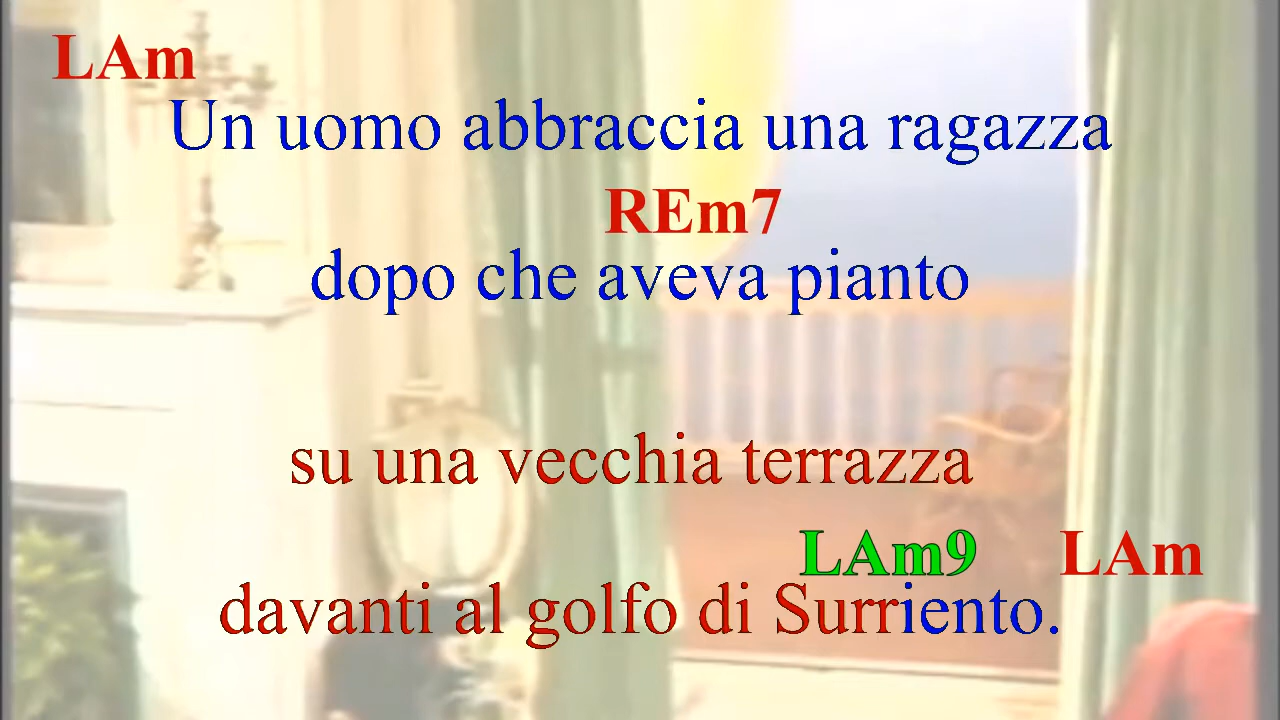 LAm
Un uomo abbraccia una ragazza
REm7
dopo che aveva pianto
su una vecchia terrazza
LAm9 LAm
davanti al golfo di Surriento.